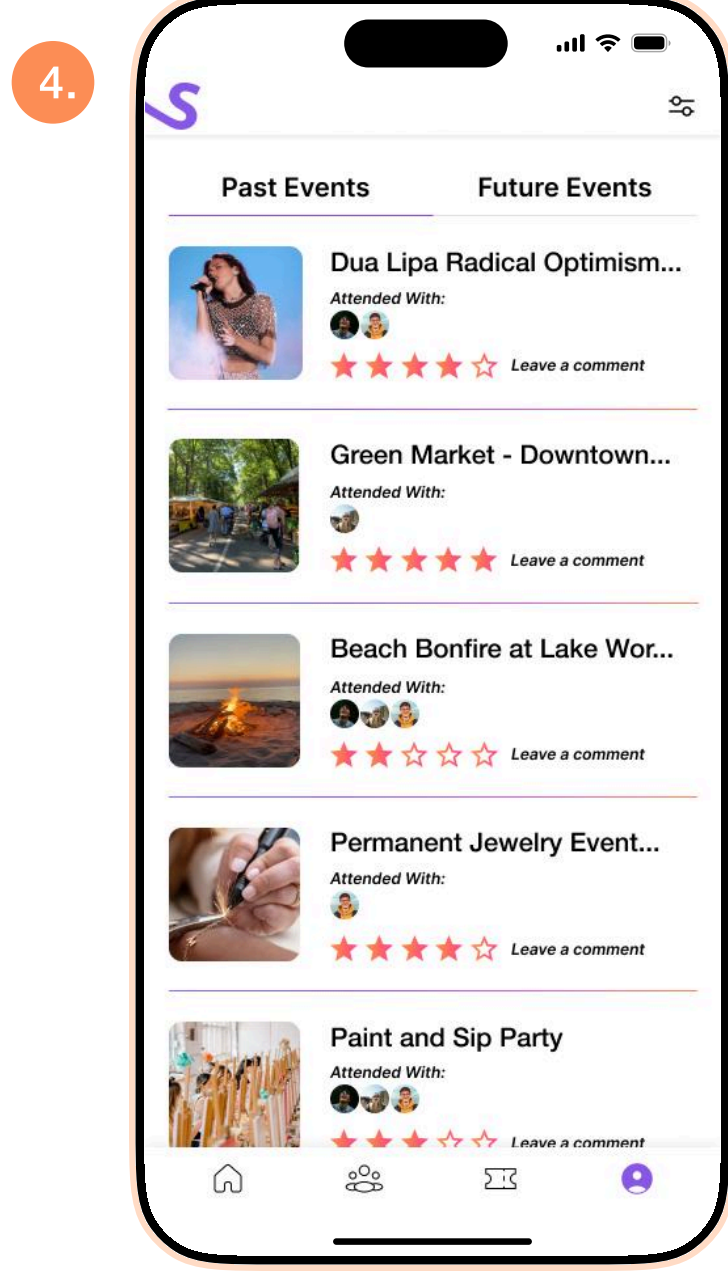 4.
S
Past Events Future Events
Dua Lipa Radical Optimism...
Attended With:
Leave a comment
Green Market - Downtown...
Attended With:
Leave a comment
Beach Bonfire at Lake Wor...
Attended With:
Leave a comment
Permanent Jewelry Event...
Attended With:
Leave a comment
Paint and Sip Party
Attended With:
Leave a comment